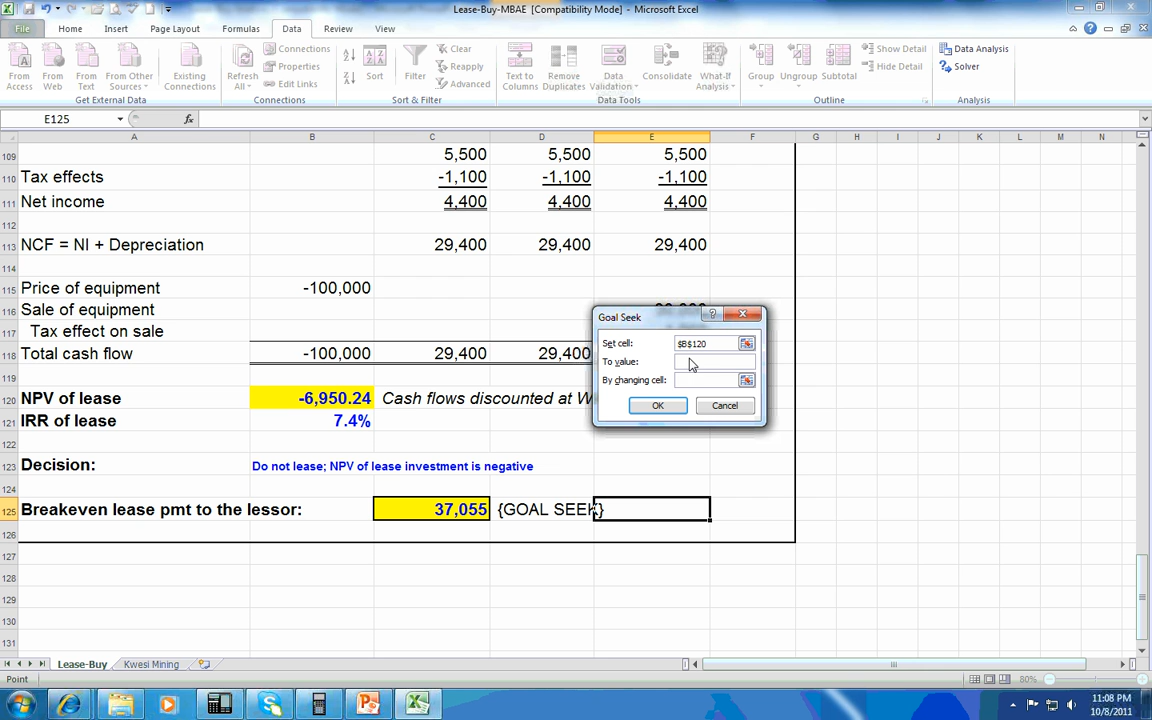 Lease-Buy-MBAE [Compatibility Mode] - Microsoft Excel
File Home Insert Page Layout Formulas Data Review View
From Access
From Web
From Text
From Other Sources
Existing Connections
Get External Data
Refresh All
Connections
Properties
Edit Links
Connections
Sort
Filter
Clear
Reapply
Advanced
Sort & Filter
Text to Columns
Remove Duplicates
Data Validation
Consolidate
What-If Analysis
Data Tools
Group
Ungroup
Subtotal
Show Detail
Hide Detail
Outline
Data Analysis
Solver
Analysis
E125 fx
A B C D E F G H I J K L M N
109 5,500 5,500 5,500
110 Tax effects -1,100 -1,100 -1,100
111 Net income 4,400 4,400 4,400
112
113 NCF = NI + Depreciation 29,400 29,400 29,400
114
115 Price of equipment -100,000
116 Sale of equipment
117 Tax effect on sale
118 Total cash flow -100,000 29,400 29,400
119
120 NPV of lease -6,950.24 Cash flows discounted at
121 IRR of lease 7.4%
122
123 Decision: Do not lease; NPV of lease investment is negative
124
125 Breakeven lease pmt to the lessor: 37,055 {GOAL SEEK}
126
127
128
129
130
131
Goal Seek
Set cell: $B$120
To value:
By changing cell:
OK Cancel
Lease-Buy Kwesi Mining
Point 80%
11:08 PM
10/8/2011